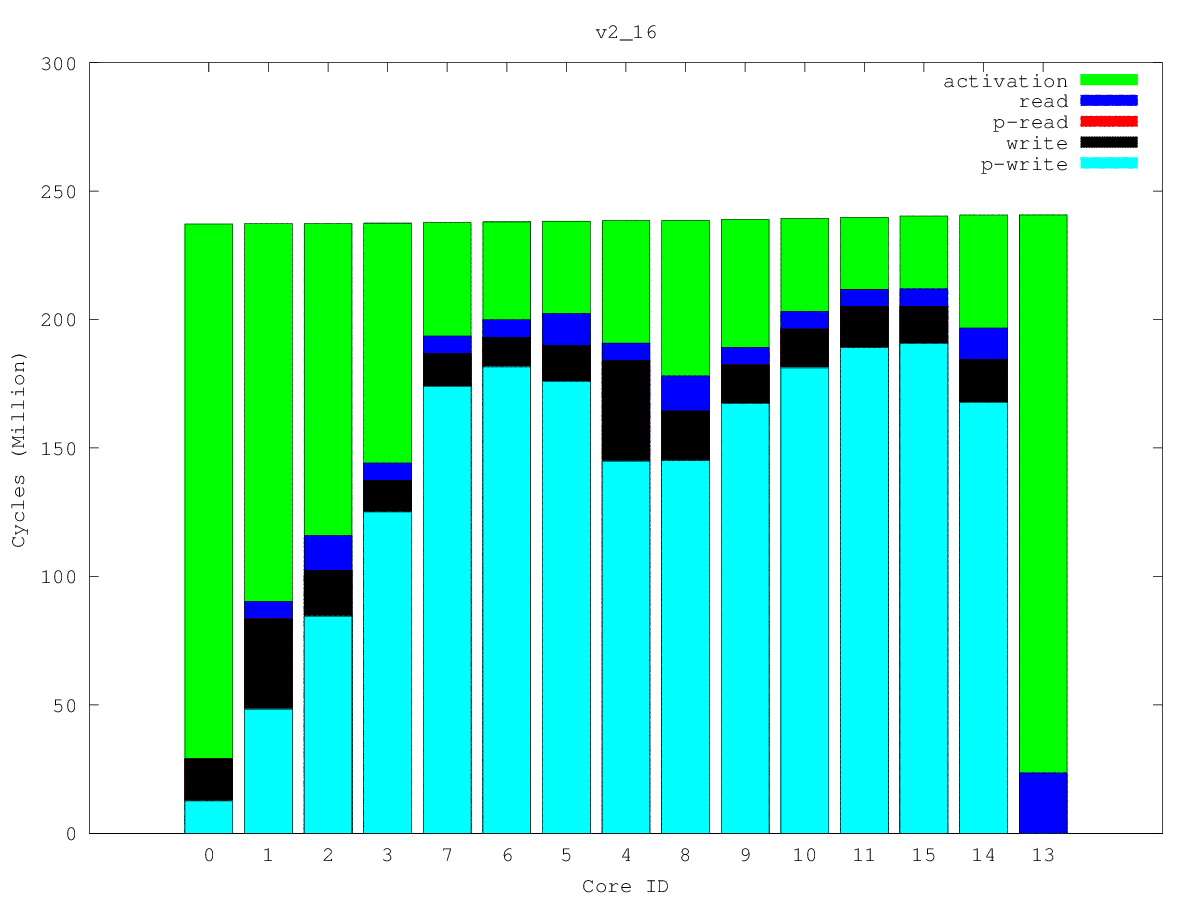 v2_16
300
250
200
150
100
50
0
Cycles (Million)
activation
read
p-read
write
p-write
0 1 2 3 7 6 5 4 8 9 10 11 15 14 13
Core ID